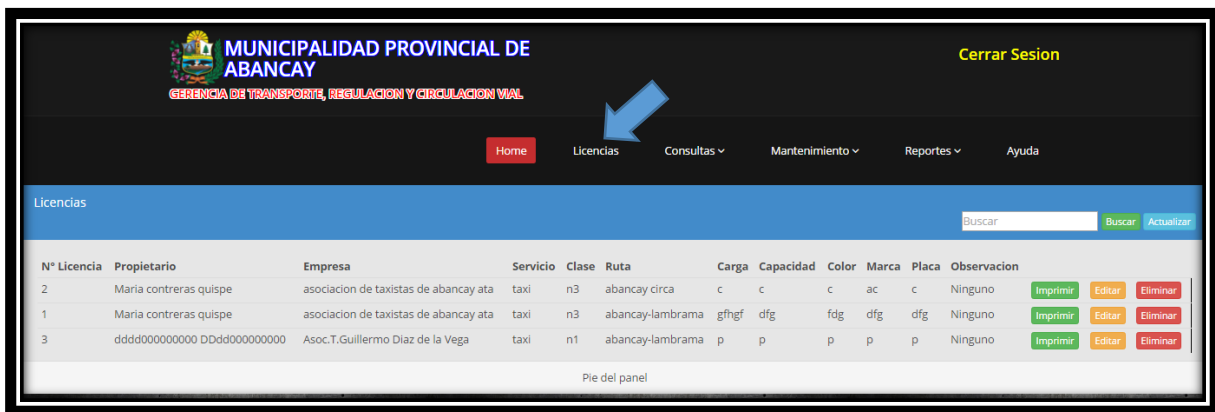 MUNICIPALIDAD PROVINCIAL DE
ABANCAY
GERENCIA DE TRANSPORTE, REGULACION Y CIRCULACION VIAL
Cerrar Sesion
Home Licencias Consultas Mantenimiento Reportes Ayuda
Licencias
Buscar Buscar Actualizar
N° Licencia Propietario Empresa Servicio Clase Ruta Carga Capacidad Color Marca Placa Observacion
2 Maria contreras quispe asociacion de taxistas de abancay ata taxi n3 abancay circa c c c ac c Ninguno Imprimir Editar Eliminar
1 Maria contreras quispe asociacion de taxistas de abancay ata taxi n3 abancay-lambrama gfhgf dfg fdg dfg dfg Ninguno Imprimir Editar Eliminar
3 dddd000000000 DDdd000000000 Asoc.T.Guillermo Diaz de la Vega taxi n1 abancay-lambrama p p p p p Ninguno Imprimir Editar Eliminar
Pie del panel